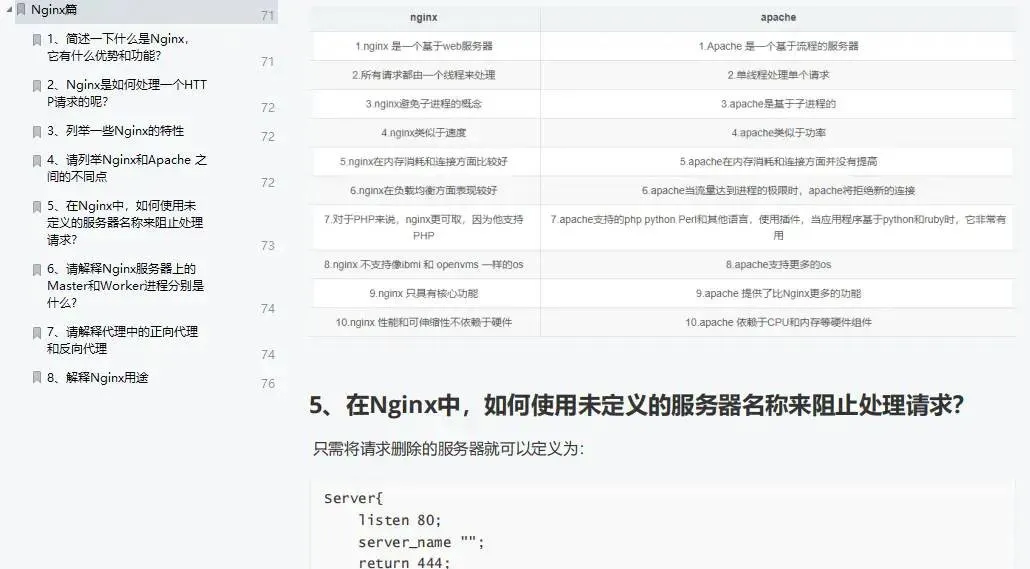 Nginx篇
71
1、简述一下什么是Nginx，
它有什么优势和功能?
71
2、Nginx是如何处理一个HTT
P请求的呢?
72
3、列举一些Nginx的特性
72
4、请列举Nginx和Apache 之
间的不同点
72
5、在Nginx中，如何使用未
定义的服务器名称来阻止处理
请求?
73
6、请解释Nginx服务器上的
Master和Worker进程分别是
什么?
74
7、请解释代理中的正向代理
和反向代理
74
8、解释Nginx用途
76
nginx apache
1.nginx 是一个基于web服务器 1.Apache 是一个基于流程的服务器
2.所有请求都由一个线程来处理 2.单线程处理单个请求
3.nginx避免子进程的概念 3.apache是基于子进程的
4.nginx类似于速度 4.apache类似于功率
5.nginx在内存消耗和连接方面比较好 5.apache在内存消耗和连接方面并没有提高
6.nginx在负载均衡方面表现较好 6.apache当流量达到进程的极限时，apache将拒绝新的连接
7.对于PHP来说，nginx更可取，因为他支持
PHP
7.apache支持的php python Perl和其他语言，使用插件，当应用程序基于python和ruby时，它非常有
用
8.nginx 不支持像ibmi 和 openvms 一样的os 8.apache支持更多的os
9.nginx 只具有核心功能 9.apache 提供了比Nginx更多的功能
10.nginx 性能和可伸缩性不依赖于硬件 10.apache 依赖于CPU和内存等硬件组件
5、在Nginx中，如何使用未定义的服务器名称来阻止处理请求?
只需将请求删除的服务器就可以定义为：
Server{
listen 80;
server_name "";
return 444;